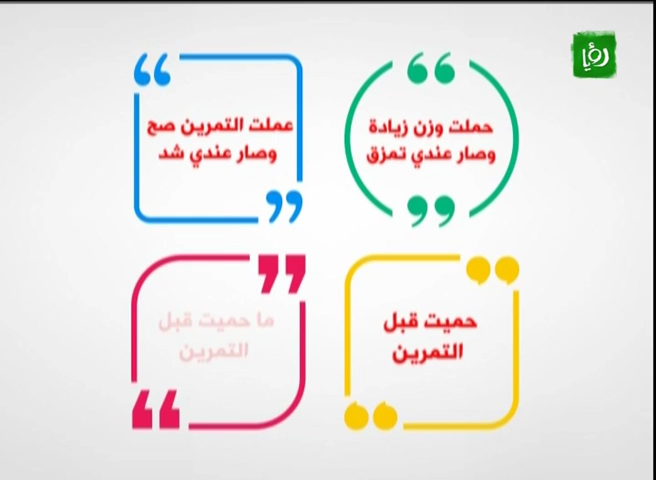 رؤيا
حملت وزن زيادة
وصار عندي تمزق
عملت التمرين صح
وصار عندي شد
حميت قبل
التمرين
ما حميت قبل
التمرين